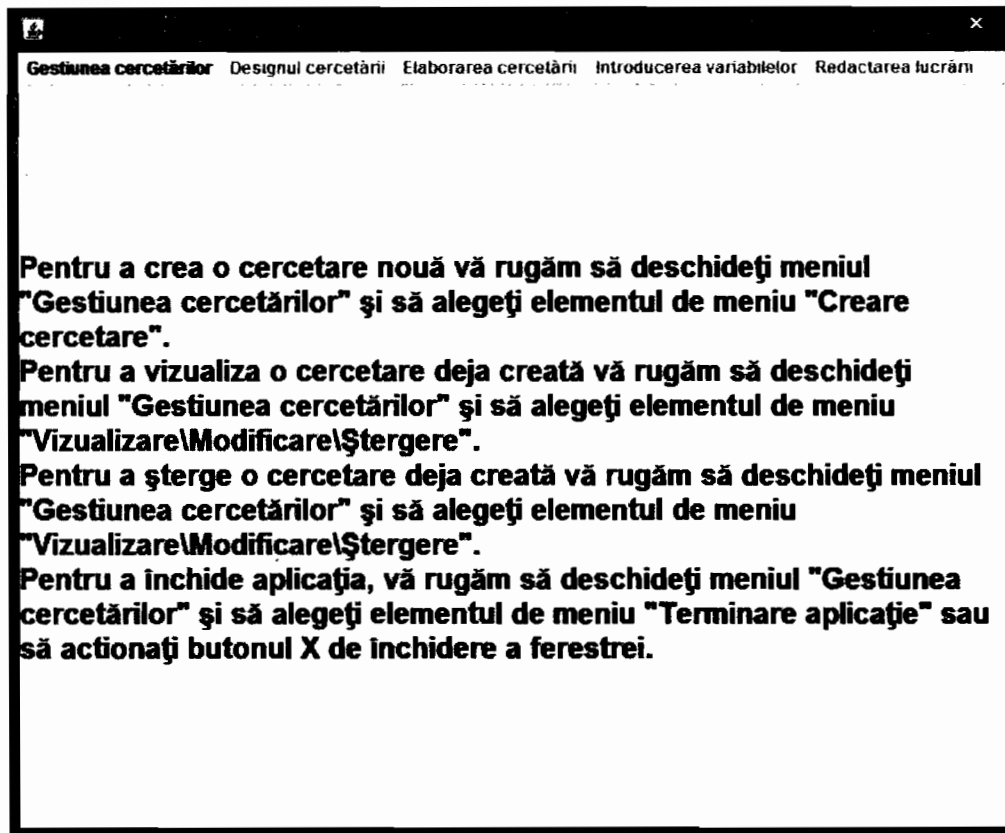 Gestiunea cercetărilor Designul cercetării Elaborarea cercetării Introducerea variabilelor Redactarea lucrării
Pentru a crea o cercetare nouă vă rugăm să deschideţi meniul
"Gestiunea cercetărilor" şi să alegeţi elementul de meniu "Creare
cercetare".
Pentru a vizualiza o cercetare deja creată vă rugăm să deschideţi
meniul "Gestiunea cercetărilor" şi să alegeţi elementul de meniu
"Vizualizare\Modificare\Ştergere".
Pentru a şterge o cercetare deja creată vă rugăm să deschideţi meniul
"Gestiunea cercetărilor" şi să alegeţi elementul de meniu
"Vizualizare\Modificare\Ştergere".
Pentru a închide aplicaţia, vă rugăm să deschideţi meniul "Gestiunea
cercetărilor" şi să alegeţi elementul de meniu "Terminare aplicaţie" sau
să actionaţi butonul X de închidere a ferestrei.